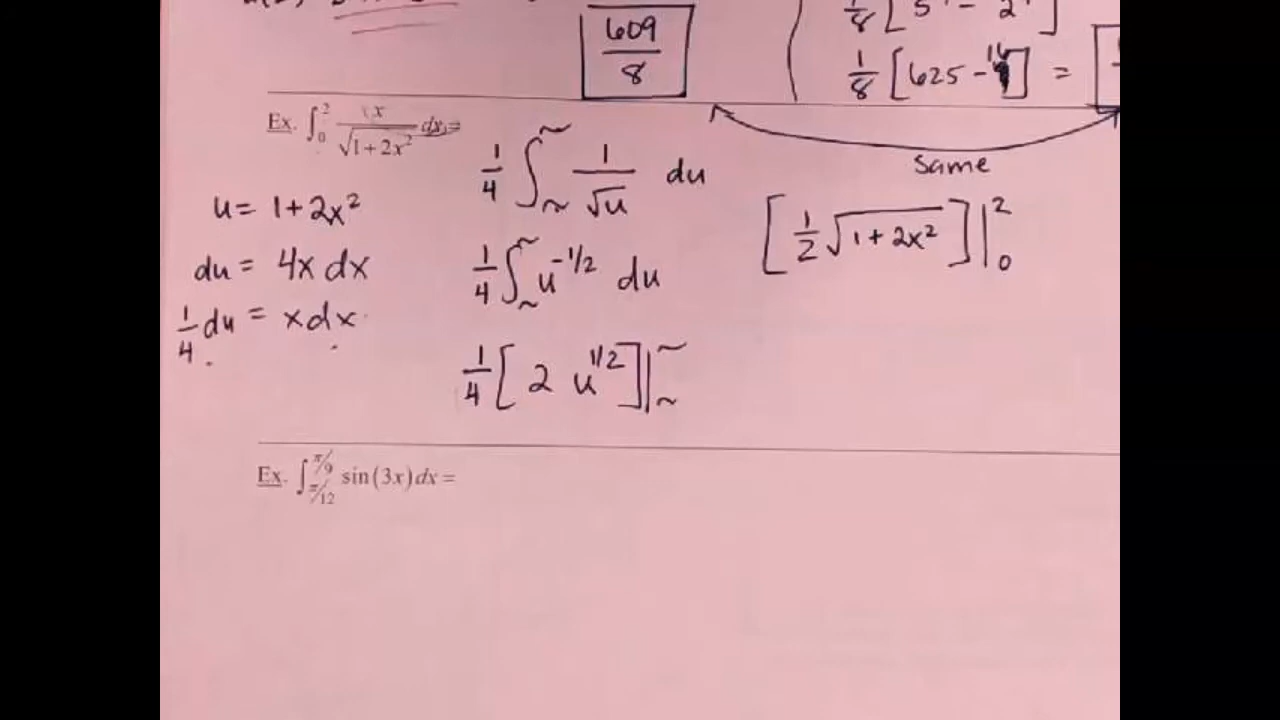 609
8
1/8 [625 - 16] =
Same
Ex. ∫₀² x/√(1+2x²) dx =
u = 1 + 2x²
du = 4x dx
1/4 du = x dx
1/4 ∫~~ 1/√u du
1/4 ∫~~ u^(-1/2) du
1/4 [2 u^(1/2)] |~~
[1/2 √(1 + 2x²)] |₀²
Ex. ∫_(π/12)^(π/9) sin(3x) dx =